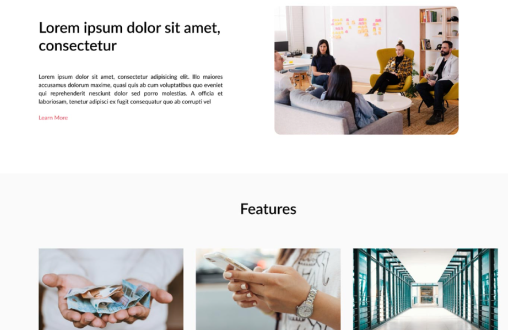 Lorem ipsum dolor sit amet,
consectetur
Lorem ipsum dolor sit amet, consectetur adipisicing elit. Illo maiores
accusamus dolorum maxime, quasi quis ab cum voluptatibus quo eveniet
qui reprehenderit nesciunt dolor sed porro molestias. A officia et
laboriosam, tenetur adipisci ex fugit consequatur quo ab corrupti vel
Learn More
Features